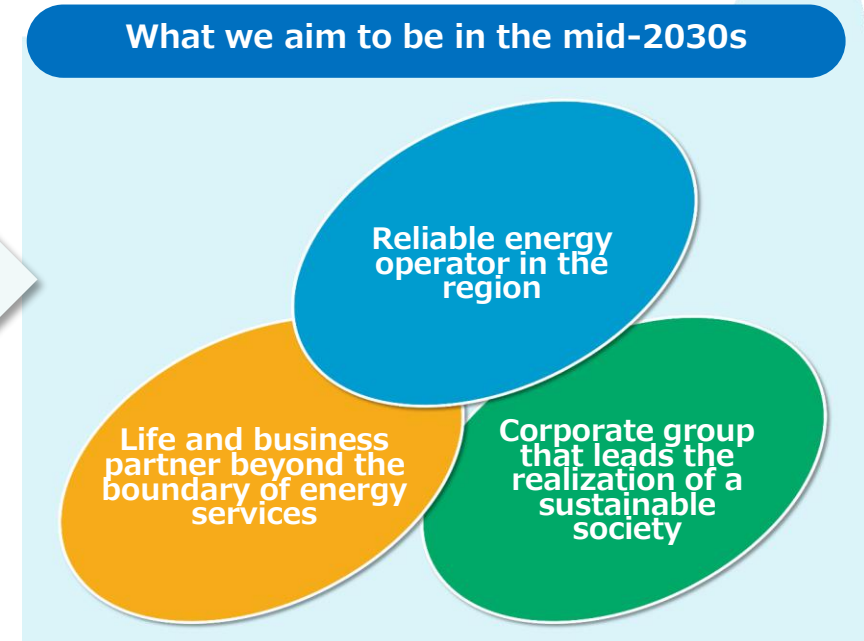 What we aim to be in the mid-2030s
Reliable energy
operator in the
region
Life and business
partner beyond the
boundary of energy
services
Corporate group
that leads the
realization of a
sustainable
society